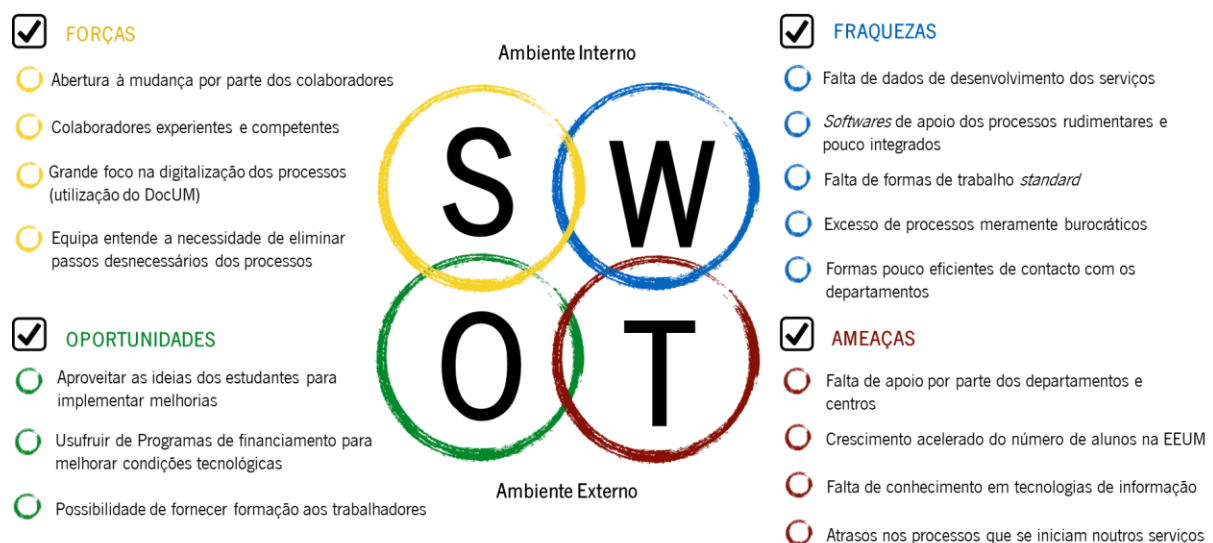 FORÇAS
Abertura à mudança por parte dos colaboradores
Colaboradores experientes e competentes
Grande foco na digitalização dos processos
(utilização do DocUM)
Equipa entende a necessidade de eliminar
passos desnecessários dos processos
Ambiente Interno
S
W
O
T
Ambiente Externo
FRAQUEZAS
Falta de dados de desenvolvimento dos serviços
Softwares de apoio dos processos rudimentares e
pouco integrados
Falta de formas de trabalho standard
Excesso de processos meramente burocráticos
Formas pouco eficientes de contacto com os
departamentos
OPORTUNIDADES
Aproveitar as ideias dos estudantes para
implementar melhorias
Usufruir de Programas de financiamento para
melhorar condições tecnológicas
Possibilidade de fornecer formação aos trabalhadores
AMEAÇAS
Falta de apoio por parte dos departamentos e
centros
Crescimento acelerado do número de alunos na EEUM
Falta de conhecimento em tecnologias de informação
Atrasos nos processos que se iniciam noutros serviços